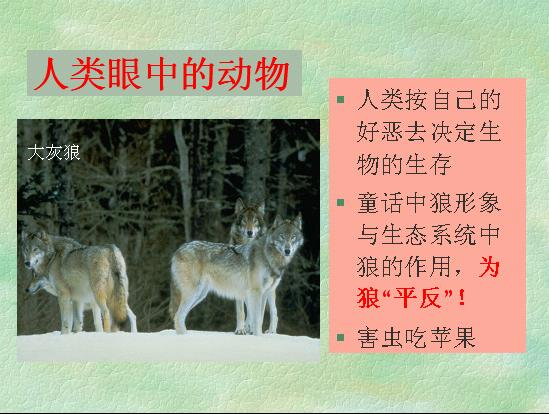 人类眼中的动物
大灰狼
人类按自己的
好恶去决定生
物的生存
童话中狼形象
与生态系统中
狼的作用，为
狼“平反”！
害虫吃苹果